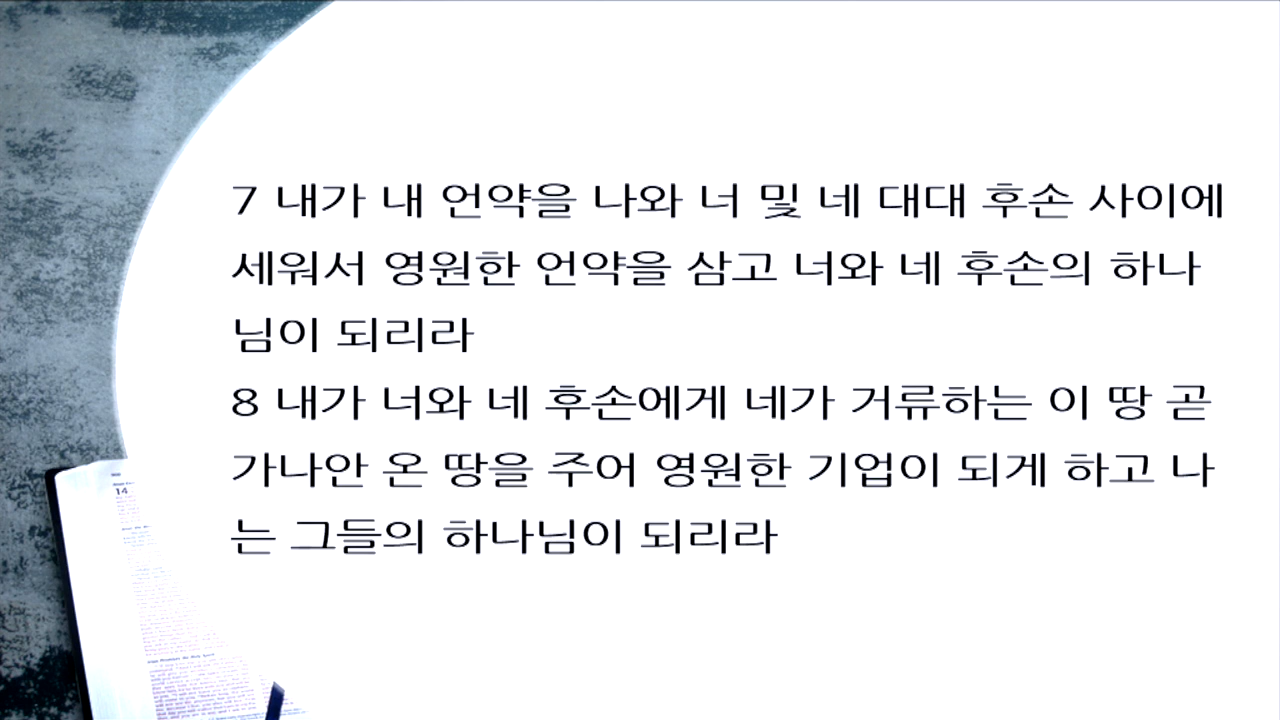 7 내가 내 언약을 나와 너 및 네 대대 후손 사이에
세워서 영원한 언약을 삼고 너와 네 후손의 하나
님이 되리라
8 내가 너와 네 후손에게 네가 거류하는 이 땅 곧
가나안 온 땅을 주어 영원한 기업이 되게 하고 나
는 그들의 하나님이 되리라
14